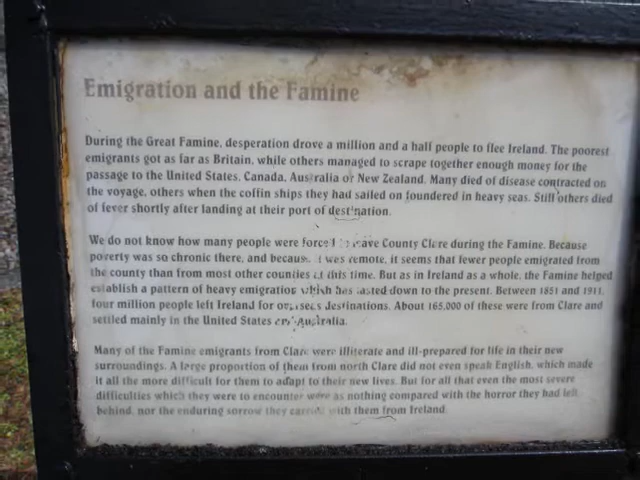 Emigration and the Famine
During the Great Famine, desperation drove a million and a half people to flee Ireland. The poorest
emigrants got as far as Britain, while others managed to scrape together enough money for the
passage to the United States, Canada, Australia or New Zealand. Many died of disease contracted on
the voyage, others when the coffin ships they had sailed on foundered in heavy seas. Still others died
of fever shortly after landing at their port of destination.
We do not know how many people were forced to leave County Clare during the Famine. Because
poverty was so chronic there, and because it was remote, it seems that fewer people emigrated from
the county than from most other counties at this time. But as in Ireland as a whole, the Famine helped
establish a pattern of heavy emigration which has lasted down to the present. Between 1851 and 1911,
four million people left Ireland for overseas destinations. About 165,000 of these were from Clare and
settled mainly in the United States and Australia.
Many of the Famine emigrants from Clare were illiterate and ill-prepared for life in their new
surroundings. A large proportion of them from north Clare did not even speak English, which made
it all the more difficult for them to adapt to their new lives. But for all that even the most severe
difficulties which they were to encounter were as nothing compared with the horror they had left
behind, nor the enduring sorrow they carried with them from Ireland.